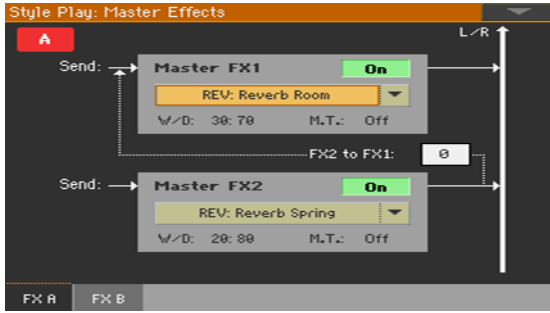 Style Play: Master Effects
A
L/R
Send:
Master FX1
On
REV: Reverb Room
W/D: 30:70 M.T.: Off
FX2 to FX1: 0
Send:
Master FX2
On
REV: Reverb Spring
W/D: 20:80 M.T.: Off
FX A FX B